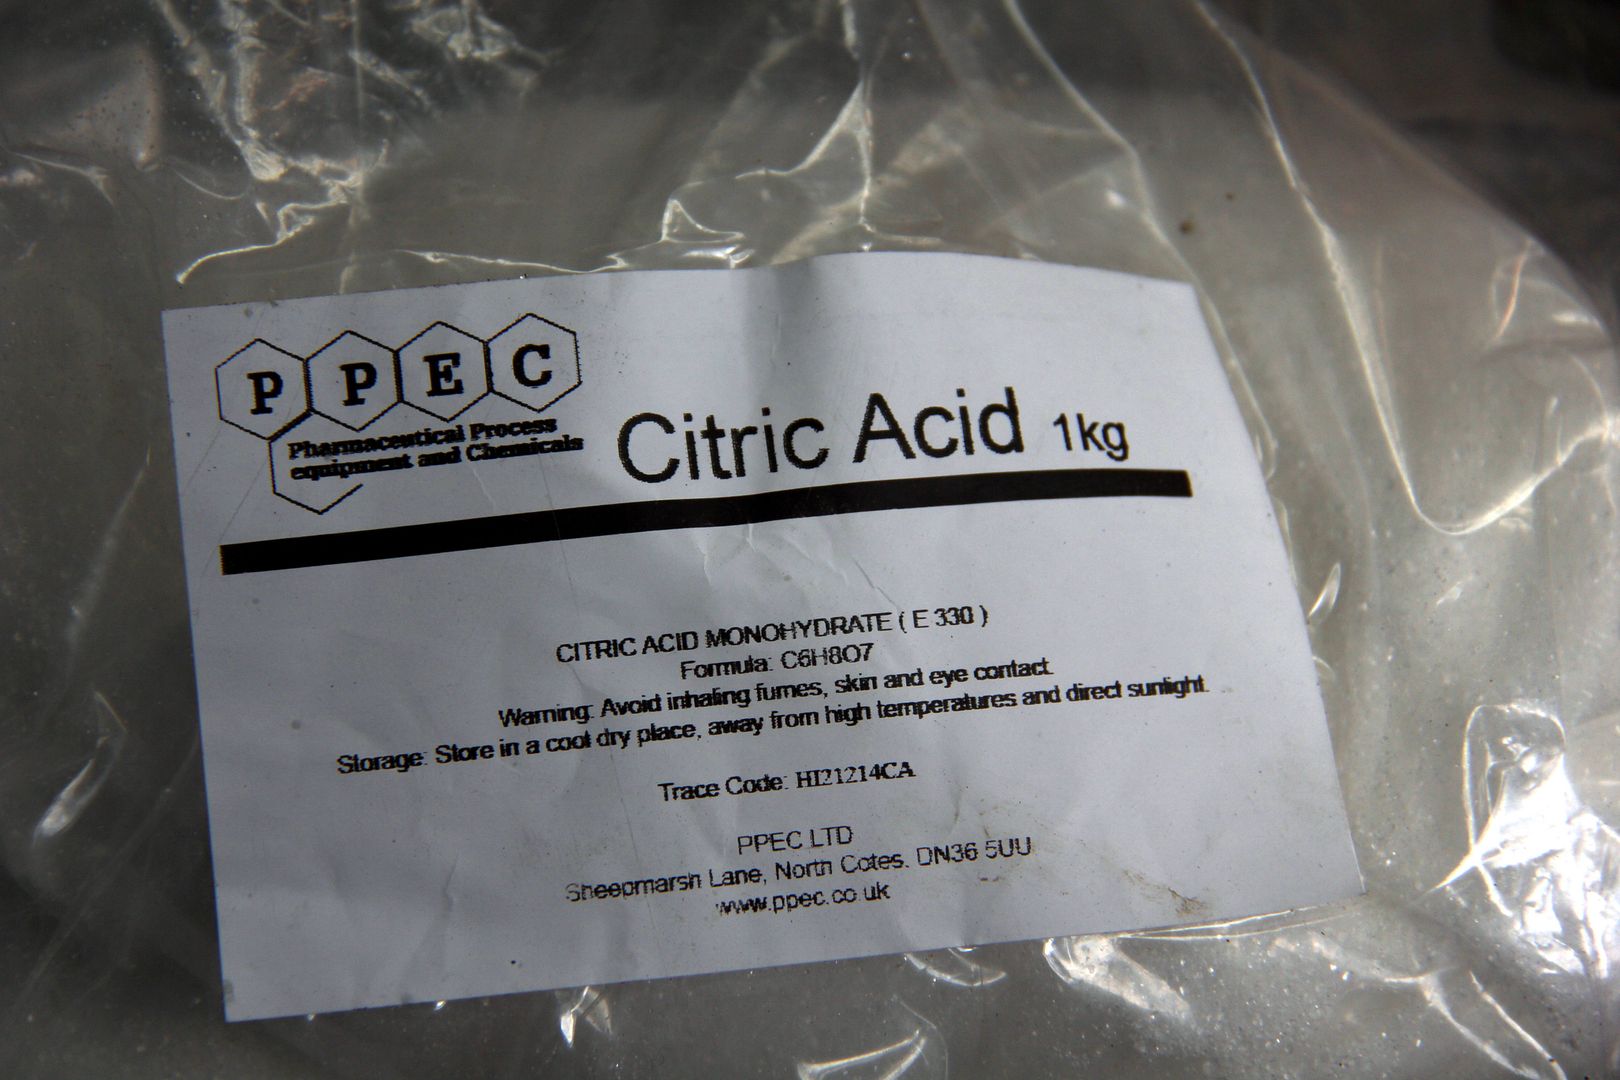 PPEC
Pharmaceutical Process
equipment and Chemicals
Citric Acid 1kg
CITRIC ACID MONOHYDRATE ( E 330 )
Formula: C6H8O7
Warning: Avoid inhaling fumes, skin and eye contact.
Storage: Store in a cool dry place, away from high temperatures and direct sunlight.
Trace Code: HI21214CA
PPEC LTD
Sheepmarsh Lane, North Cotes. DN36 5UU
www.ppec.co.uk